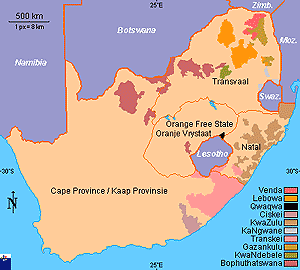 25°E
Zimb.
500 km
1 px = 8 km
Botswana
Moz.
Namibia
Transvaal
Swaz.
Orange Free State
Oranje Vrystaat
Natal
Lesotho
30°S
30°S
Cape Province / Kaap Provinsie
N
Venda
Lebowa
Qwaqwa
Ciskei
KwaZulu
KaNgwane
Transkei
Gazankulu
KwaNdebele
Bophuthatswana
25°E